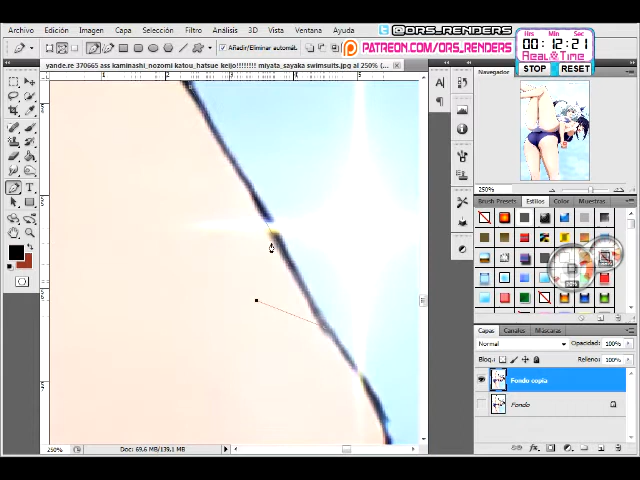 Archivo Edición Imagen Capa Selección Filtro Análisis 3D Vista
@ORS_RENDERS
PATREON.COM/ORS_RENDERS
Hrs Min Sec
00:12:21
Real Time
STOP RESET
Añadir/Eliminar automát.
yande.re 370665 ass kaminashi_nozomi katou_hatsue keijo!!!!!!!! miyata_sayaka swimsuits.jpg al 250% (...
Navegador
250%
Brush Presets Estilos Color Muestras
Capas Canales Máscaras
Normal Opacidad: 100%
Bloq.: Relleno: 100%
Fondo copia
Fondo
250% Doc: 69,6 MB/139,1 MB